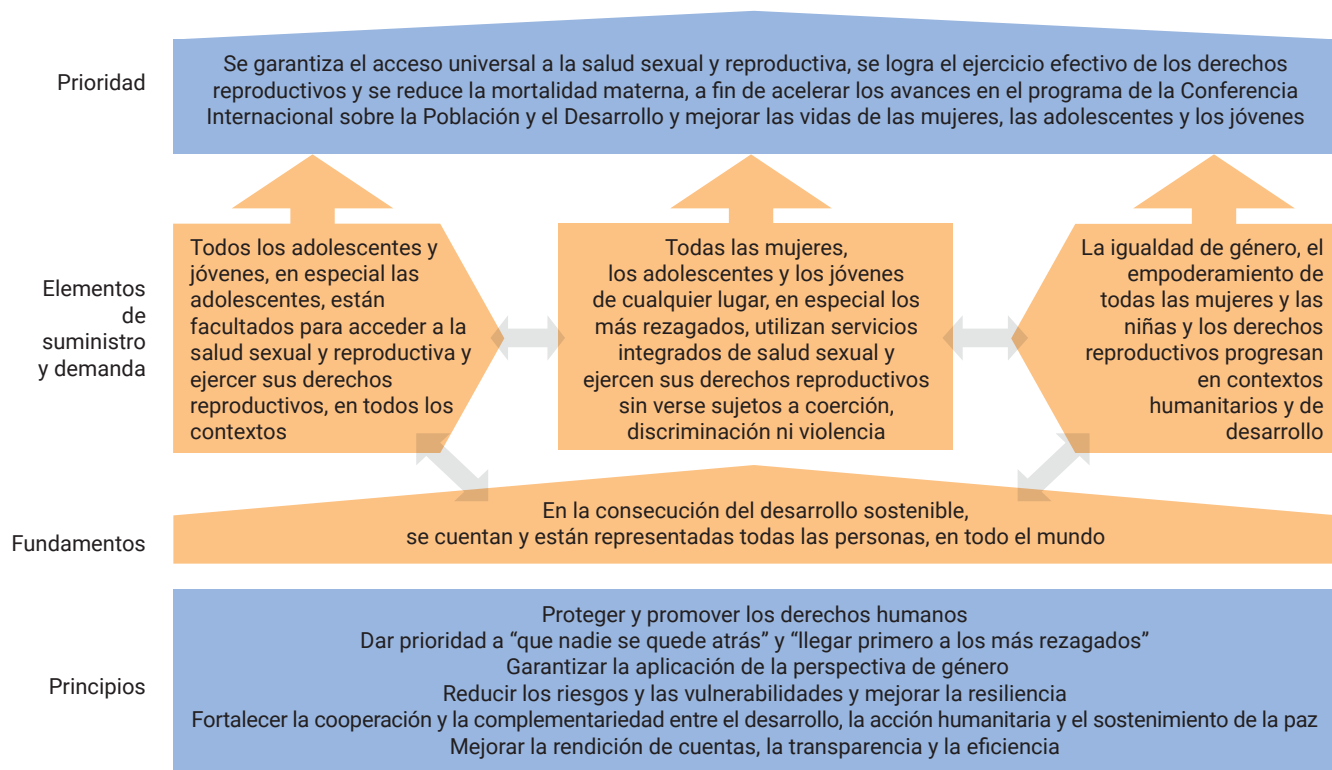 Prioridad
Se garantiza el acceso universal a la salud sexual y reproductiva, se logra el ejercicio efectivo de los derechos
reproductivos y se reduce la mortalidad materna, a fin de acelerar los avances en el programa de la Conferencia
Internacional sobre la Población y el Desarrollo y mejorar las vidas de las mujeres, las adolescentes y los jóvenes
Elementos
de
suministro
y demanda
Todos los adolescentes y
jóvenes, en especial las
adolescentes, están
facultados para acceder a la
salud sexual y reproductiva y
ejercer sus derechos
reproductivos, en todos los
contextos
Todas las mujeres,
los adolescentes y los jóvenes
de cualquier lugar, en especial los
más rezagados, utilizan servicios
integrados de salud sexual y
ejercen sus derechos reproductivos
sin verse sujetos a coerción,
discriminación ni violencia
La igualdad de género, el
empoderamiento de
todas las mujeres y las
niñas y los derechos
reproductivos progresan
en contextos
humanitarios y de
desarrollo
Fundamentos
En la consecución del desarrollo sostenible,
se cuentan y están representadas todas las personas, en todo el mundo
Principios
Proteger y promover los derechos humanos
Dar prioridad a “que nadie se quede atrás” y “llegar primero a los más rezagados”
Garantizar la aplicación de la perspectiva de género
Reducir los riesgos y las vulnerabilidades y mejorar la resiliencia
Fortalecer la cooperación y la complementariedad entre el desarrollo, la acción humanitaria y el sostenimiento de la paz
Mejorar la rendición de cuentas, la transparencia y la eficiencia